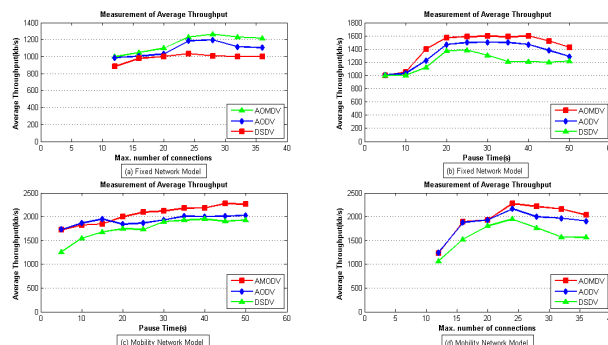 Measurement of Average Throughput
1400
1200
1000
800
600
400
200
0
0 5 10 15 20 25 30 35 40
Average Throughput(kb/s)
Max. number of connections
AOMDV
AODV
DSDV
(a) Fixed Network Model
Measurement of Average Throughput
1800
1600
1400
1200
1000
800
600
400
200
0
0 10 20 30 40 50 60
Average Throughput(kb/s)
Pause Time(s)
AOMDV
AODV
DSDV
(b) Fixed Network Model
Measurement of Average Throughput
2500
2000
1500
1000
500
0
0 10 20 30 40 50 60
Average Throughput(kb/s)
Pause Time(s)
AMODV
AODV
DSDV
(c) Mobility Network Model
Measurement of Average Throughput
2500
2000
1500
1000
500
0
0 5 10 15 20 25 30 35 40
Average Throughput(kb/s)
Max. number of connections
AOMDV
AODV
DSDV
(d) Mobility Network Model